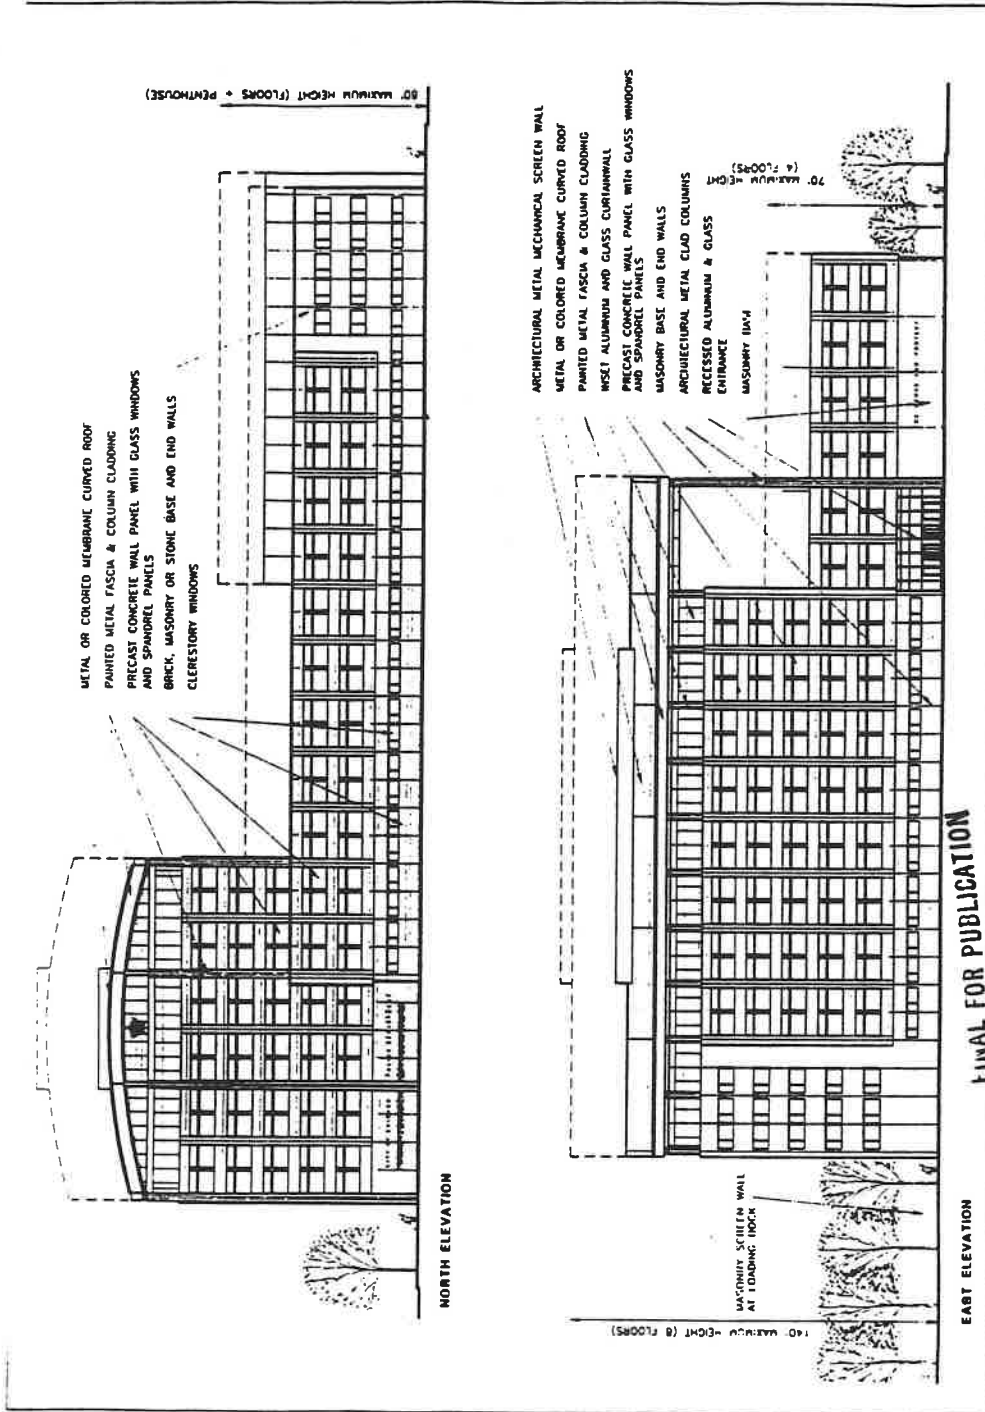 80' MAXIMUM HEIGHT (FLOORS + PENTHOUSE)
METAL OR COLORED MEMBRANE CURVED ROOF
PAINTED METAL FASCIA & COLUMN CLADDING
PRECAST CONCRETE WALL PANEL WITH GLASS WINDOWS
AND SPANDREL PANELS
BRICK, MASONRY OR STONE BASE AND END WALLS
CLERESTORY WINDOWS
NORTH ELEVATION
ARCHITECTURAL METAL MECHANICAL SCREEN WALL
METAL OR COLORED MEMBRANE CURVED ROOF
PAINTED METAL FASCIA & COLUMN CLADDING
INSET ALUMINUM AND GLASS CURTAINWALL
PRECAST CONCRETE WALL PANEL WITH GLASS WINDOWS
AND SPANDREL PANELS
MASONRY BASE AND END WALLS
ARCHITECTURAL METAL CLAD COLUMNS
RECESSED ALUMINUM & GLASS
ENTRANCE
MASONRY BASE
70' MAXIMUM HEIGHT
(4 FLOORS)
MASONRY SCREEN WALL
AT LOADING DOCK
140' MAXIMUM HEIGHT (8 FLOORS)
EAST ELEVATION
FINAL FOR PUBLICATION